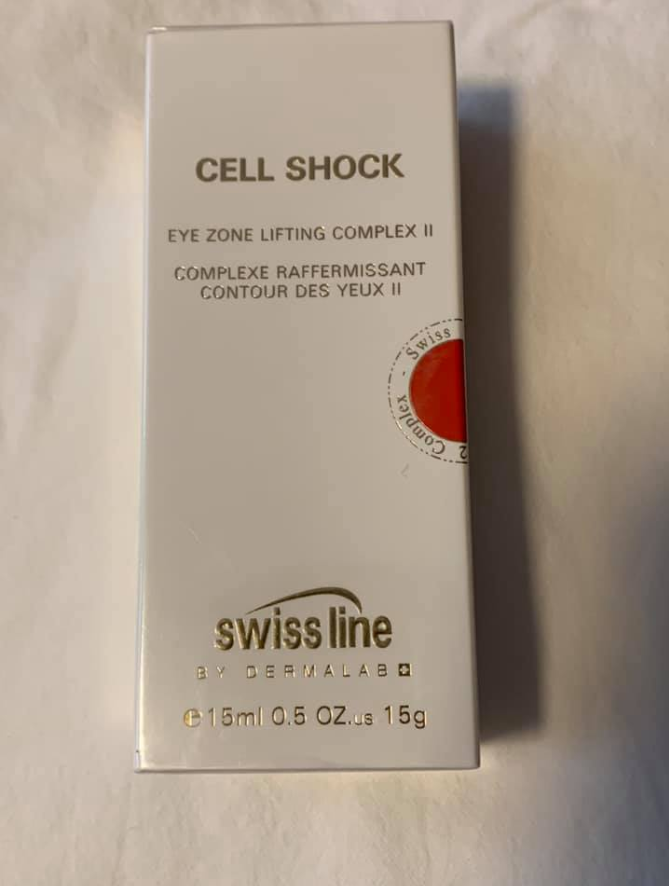 CELL SHOCK
EYE ZONE LIFTING COMPLEX II
COMPLEXE RAFFERMISSANT
CONTOUR DES YEUX II
Swiss -
2 Complex -
swiss line
BY DERMALAB
℮15ml 0.5 OZ.us 15g